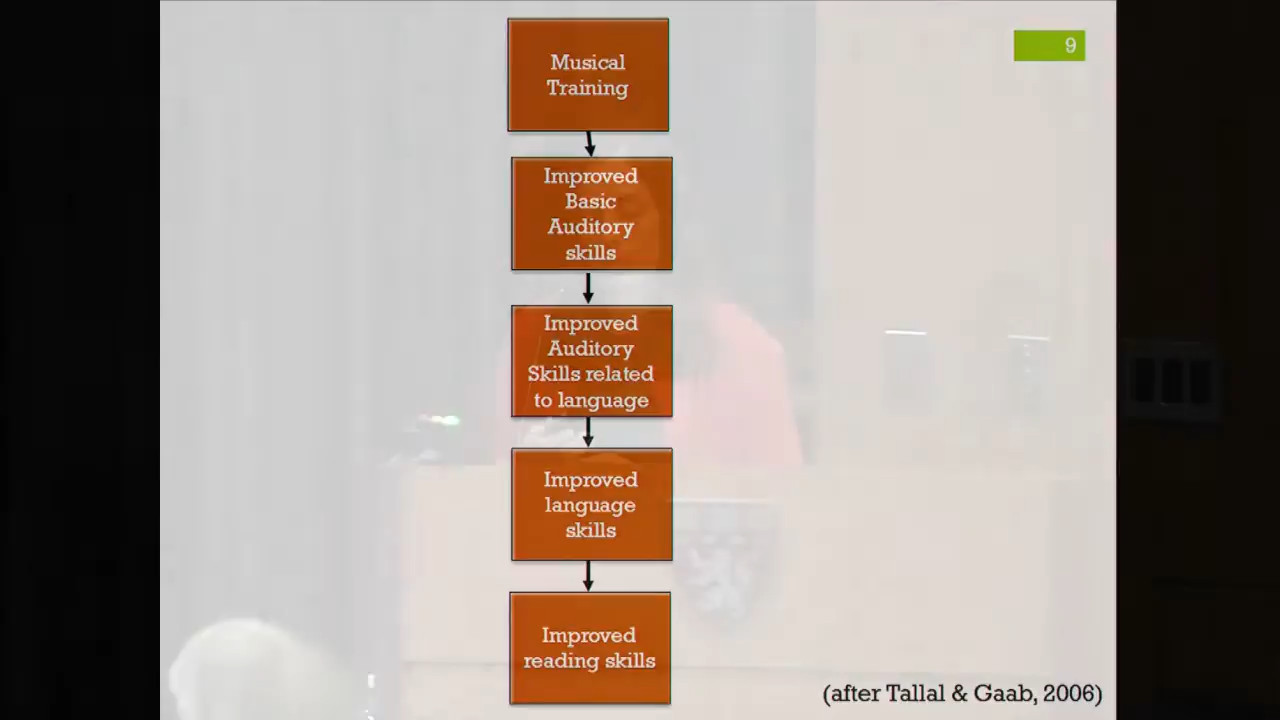 9
Musical
Training
Improved
Basic
Auditory
skills
Improved
Auditory
Skills related
to language
Improved
language
skills
Improved
reading skills
(after Tallal & Gaab, 2006)